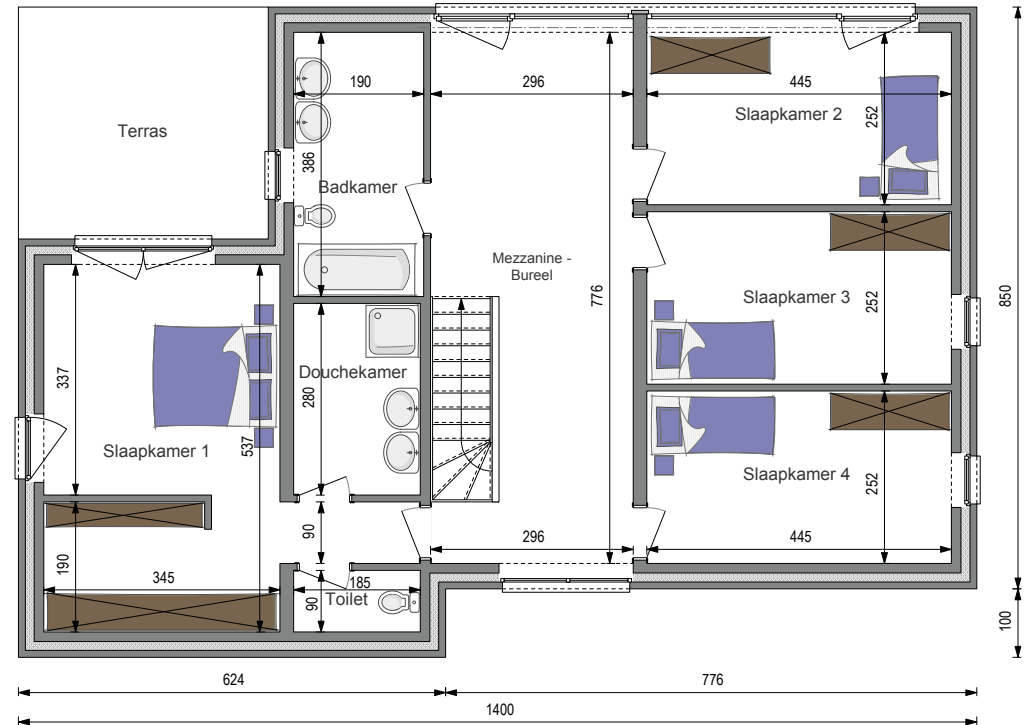 190
296
445
Terras
Slaapkamer 2
252
386
Badkamer
Mezzanine -
Bureel
776
Slaapkamer 3
252
850
337
Douchekamer
280
Slaapkamer 1
537
Slaapkamer 4
252
190
345
90
296
445
185
90
Toilet
100
624
776
1400